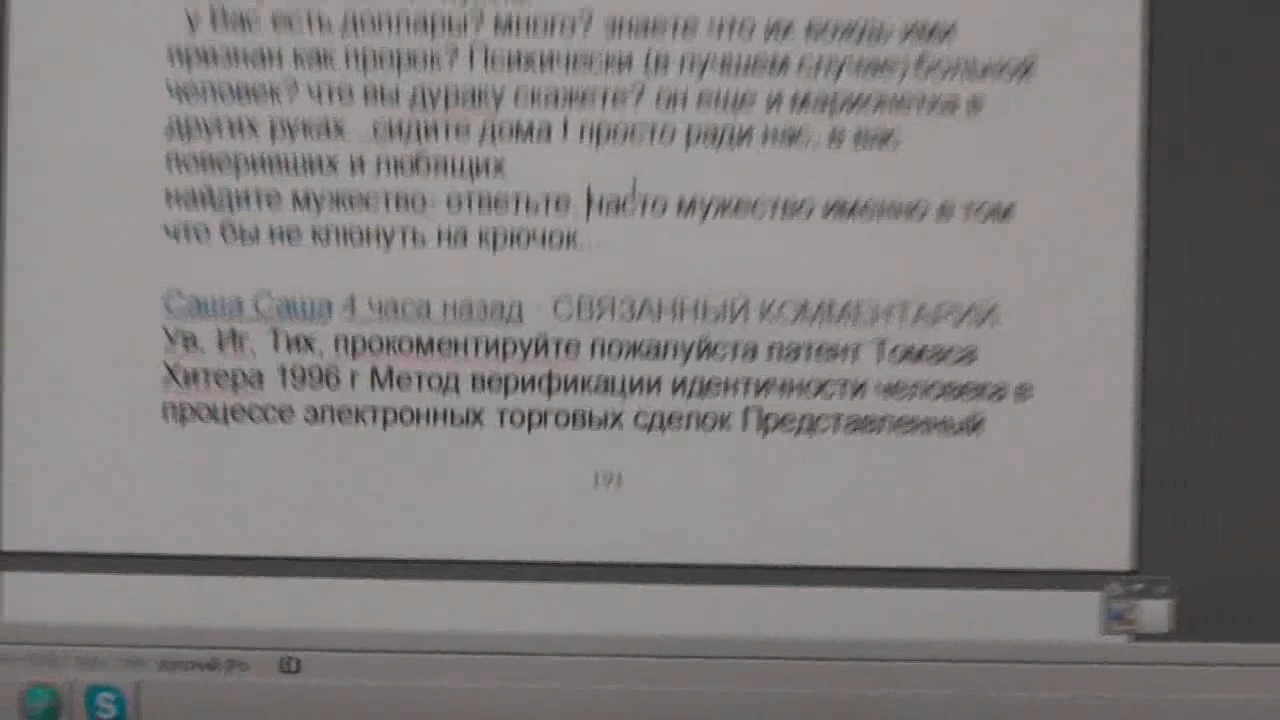 у Вас есть доллары? много? знаете что их вождь ими
признан как пророк? Психически (в лучшем случае) больной
человек? что вы дураку скажете? он еще и марионетка в
других руках. сидите дома ! просто ради нас, в вас
поверивших и любящих
найдите мужество. ответьте. часто мужество именно в том
что бы не клюнуть на крючок..
Саша Саша 4 часа назад СВЯЗАННЫЙ КОММЕНТАРИЙ
Ув. Иг. Тих. прокоментируйте пожалуйста патент Томаса
Хитера 1996 г Метод верификации идентичности человека в
процессе электронных торговых сделок Представленный
191
S